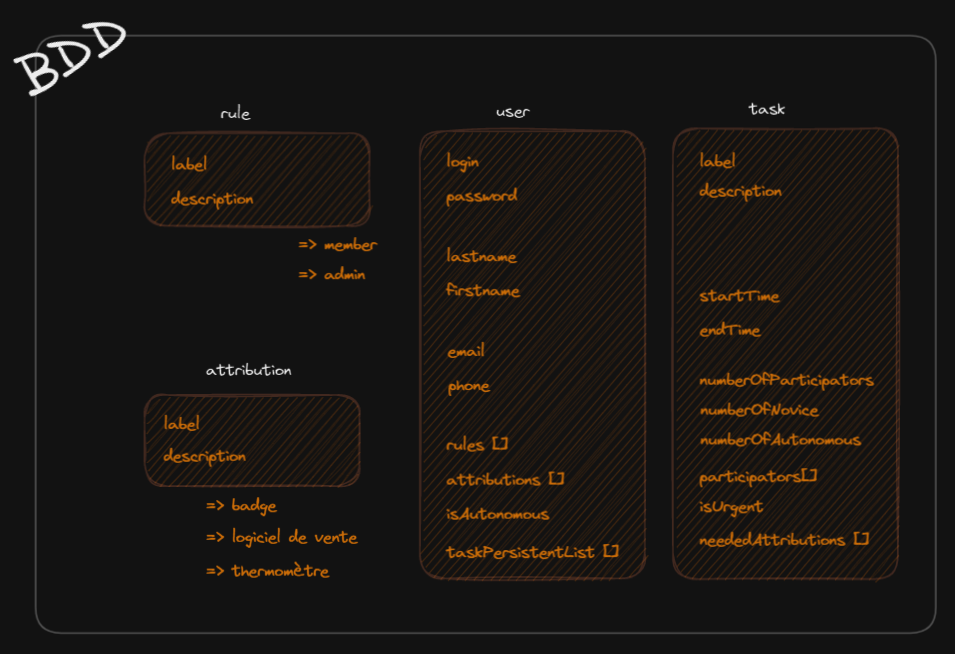 BDD
rule
label
description
=> member
=> admin
attribution
label
description
=> badge
=> logiciel de vente
=> thermomètre
user
login
password
lastname
firstname
email
phone
rules []
attributions []
isAutonomous
taskPersistentList []
task
label
description
startTime
endTime
numberOfParticipators
numberOfNovice
numberOfAutonomous
participators[]
isUrgent
neededAttributions []